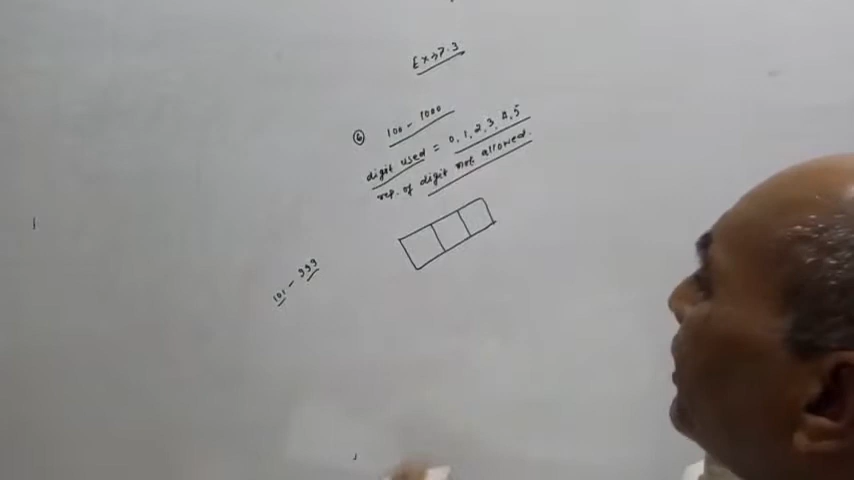 Ex→7.3
⑥ 100 - 1000
digit used = 0, 1, 2, 3, 4, 5
rep. of digit not allowed.
101 - 999